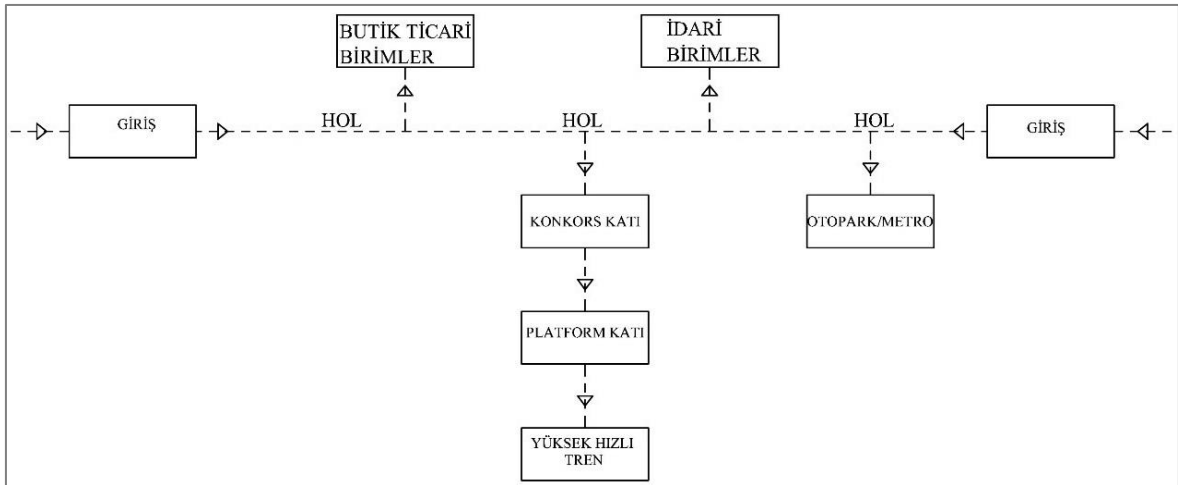 BUTİK TİCARİ
BİRİMLER
İDARİ
BİRİMLER
GİRİŞ
HOL
HOL
HOL
GİRİŞ
KONKORS KATI
OTOPARK/METRO
PLATFORM KATI
YÜKSEK HIZLI
TREN